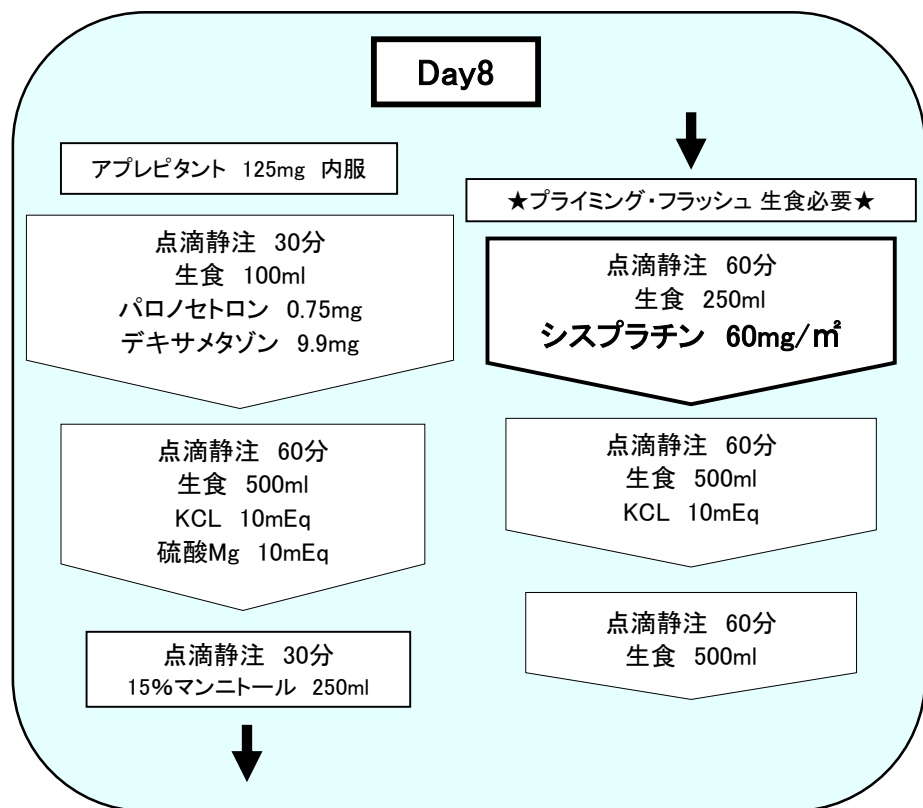 Day8
アプレピタント 125mg 内服
点滴静注 30分
生食 100ml
パロノセトロン 0.75mg
デキサメタゾン 9.9mg
点滴静注 60分
生食 500ml
KCL 10mEq
硫酸Mg 10mEq
点滴静注 30分
15%マンニトール 250ml
★プライミング・フラッシュ 生食必要★
点滴静注 60分
生食 250ml
シスプラチン 60mg/㎡
点滴静注 60分
生食 500ml
KCL 10mEq
点滴静注 60分
生食 500ml